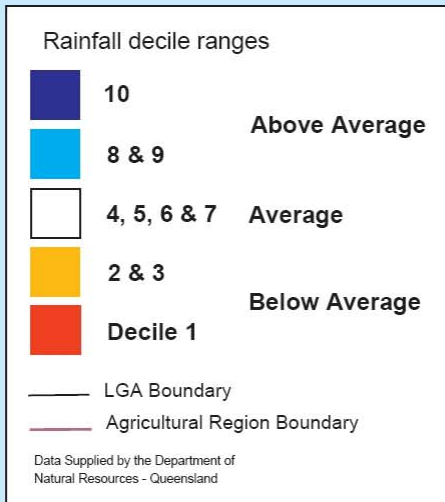 Rainfall decile ranges
10
Above Average
8 & 9
4, 5, 6 & 7 Average
2 & 3
Below Average
Decile 1
LGA Boundary
Agricultural Region Boundary
Data Supplied by the Department of
Natural Resources - Queensland